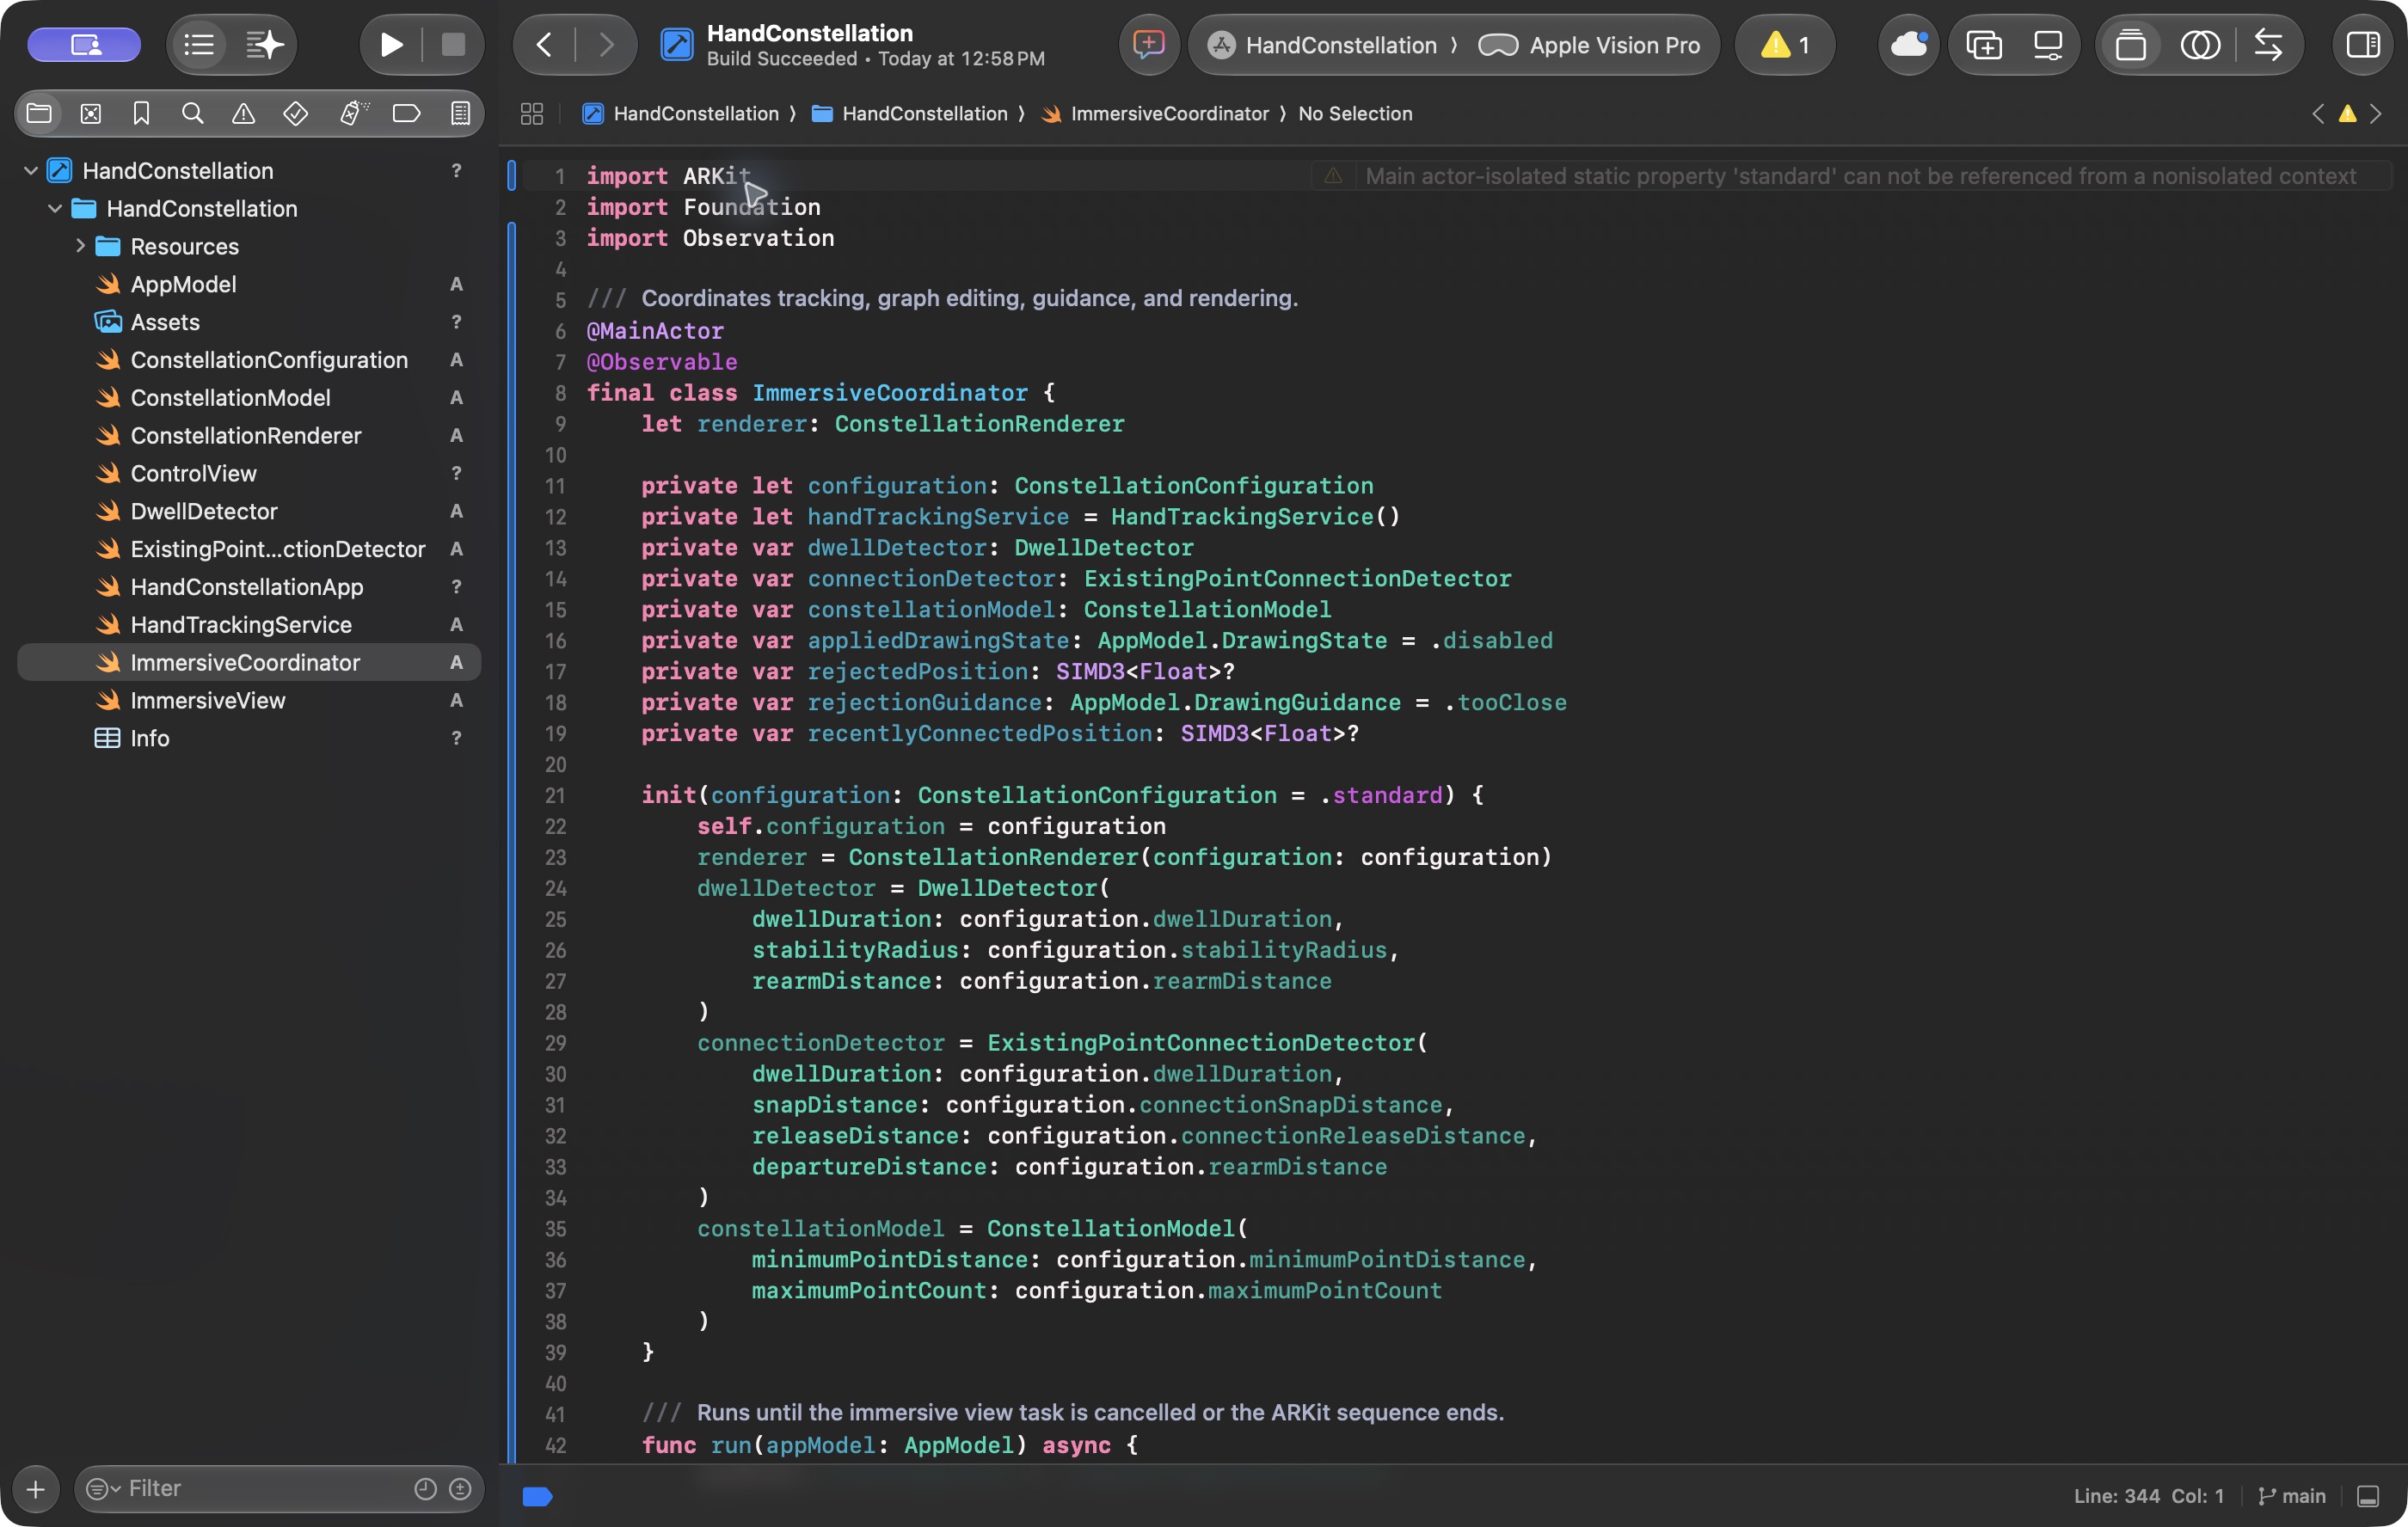 HandConstellation
Build Succeeded • Today at 12:58 PM
HandConstellation 〉 Apple Vision Pro
1
HandConstellation 〉 HandConstellation 〉 ImmersiveCoordinator 〉 No Selection
HandConstellation ?
HandConstellation
Resources
AppModel A
Assets ?
ConstellationConfiguration A
ConstellationModel A
ConstellationRenderer A
ControlView ?
DwellDetector A
ExistingPoint...ctionDetector A
HandConstellationApp ?
HandTrackingService A
ImmersiveCoordinator A
ImmersiveView A
Info ?
Filter
1 import ARKit
Main actor-isolated static property 'standard' can not be referenced from a nonisolated context
2 import Foundation
3 import Observation
4
5 /// Coordinates tracking, graph editing, guidance, and rendering.
6 @MainActor
7 @Observable
8 final class ImmersiveCoordinator {
9     let renderer: ConstellationRenderer
10
11     private let configuration: ConstellationConfiguration
12     private let handTrackingService = HandTrackingService()
13     private var dwellDetector: DwellDetector
14     private var connectionDetector: ExistingPointConnectionDetector
15     private var constellationModel: ConstellationModel
16     private var appliedDrawingState: AppModel.DrawingState = .disabled
17     private var rejectedPosition: SIMD3<Float>?
18     private var rejectionGuidance: AppModel.DrawingGuidance = .tooClose
19     private var recentlyConnectedPosition: SIMD3<Float>?
20
21     init(configuration: ConstellationConfiguration = .standard) {
22         self.configuration = configuration
23         renderer = ConstellationRenderer(configuration: configuration)
24         dwellDetector = DwellDetector(
25             dwellDuration: configuration.dwellDuration,
26             stabilityRadius: configuration.stabilityRadius,
27             rearmDistance: configuration.rearmDistance
28         )
29         connectionDetector = ExistingPointConnectionDetector(
30             dwellDuration: configuration.dwellDuration,
31             snapDistance: configuration.connectionSnapDistance,
32             releaseDistance: configuration.connectionReleaseDistance,
33             departureDistance: configuration.rearmDistance
34         )
35         constellationModel = ConstellationModel(
36             minimumPointDistance: configuration.minimumPointDistance,
37             maximumPointCount: configuration.maximumPointCount
38         )
39     }
40
41     /// Runs until the immersive view task is cancelled or the ARKit sequence ends.
42     func run(appModel: AppModel) async {
Line: 344 Col: 1
main